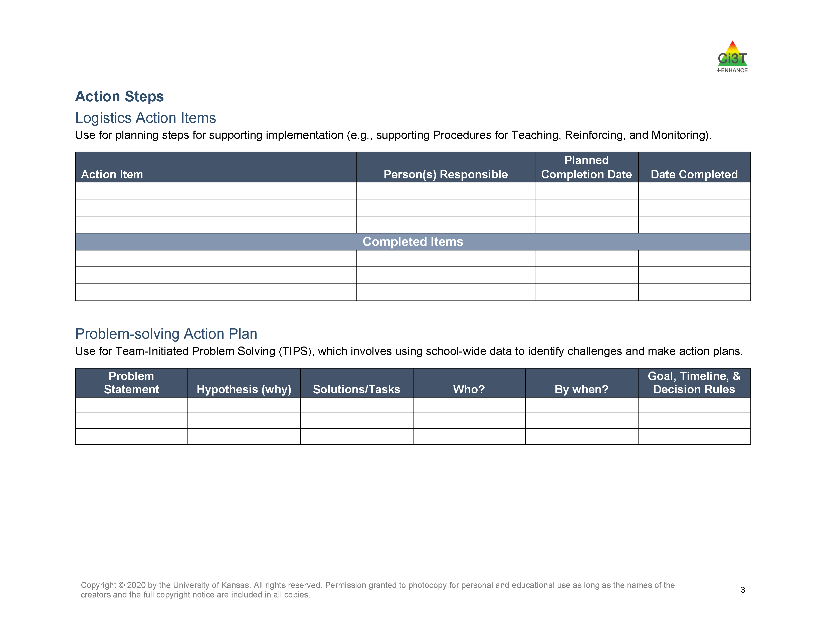 Ci3T
ENHANCE
Action Steps
Logistics Action Items
Use for planning steps for supporting implementation (e.g., supporting Procedures for Teaching, Reinforcing, and Monitoring).
Action Item Person(s) Responsible Planned Completion Date Date Completed
Completed Items
Problem-solving Action Plan
Use for Team-Initiated Problem Solving (TIPS), which involves using school-wide data to identify challenges and make action plans.
Problem Statement Hypothesis (why) Solutions/Tasks Who? By when? Goal, Timeline, & Decision Rules
Copyright © 2020 by the University of Kansas. All rights reserved. Permission granted to photocopy for personal and educational use as long as the names of the
creators and the full copyright notice are included in all copies.
3